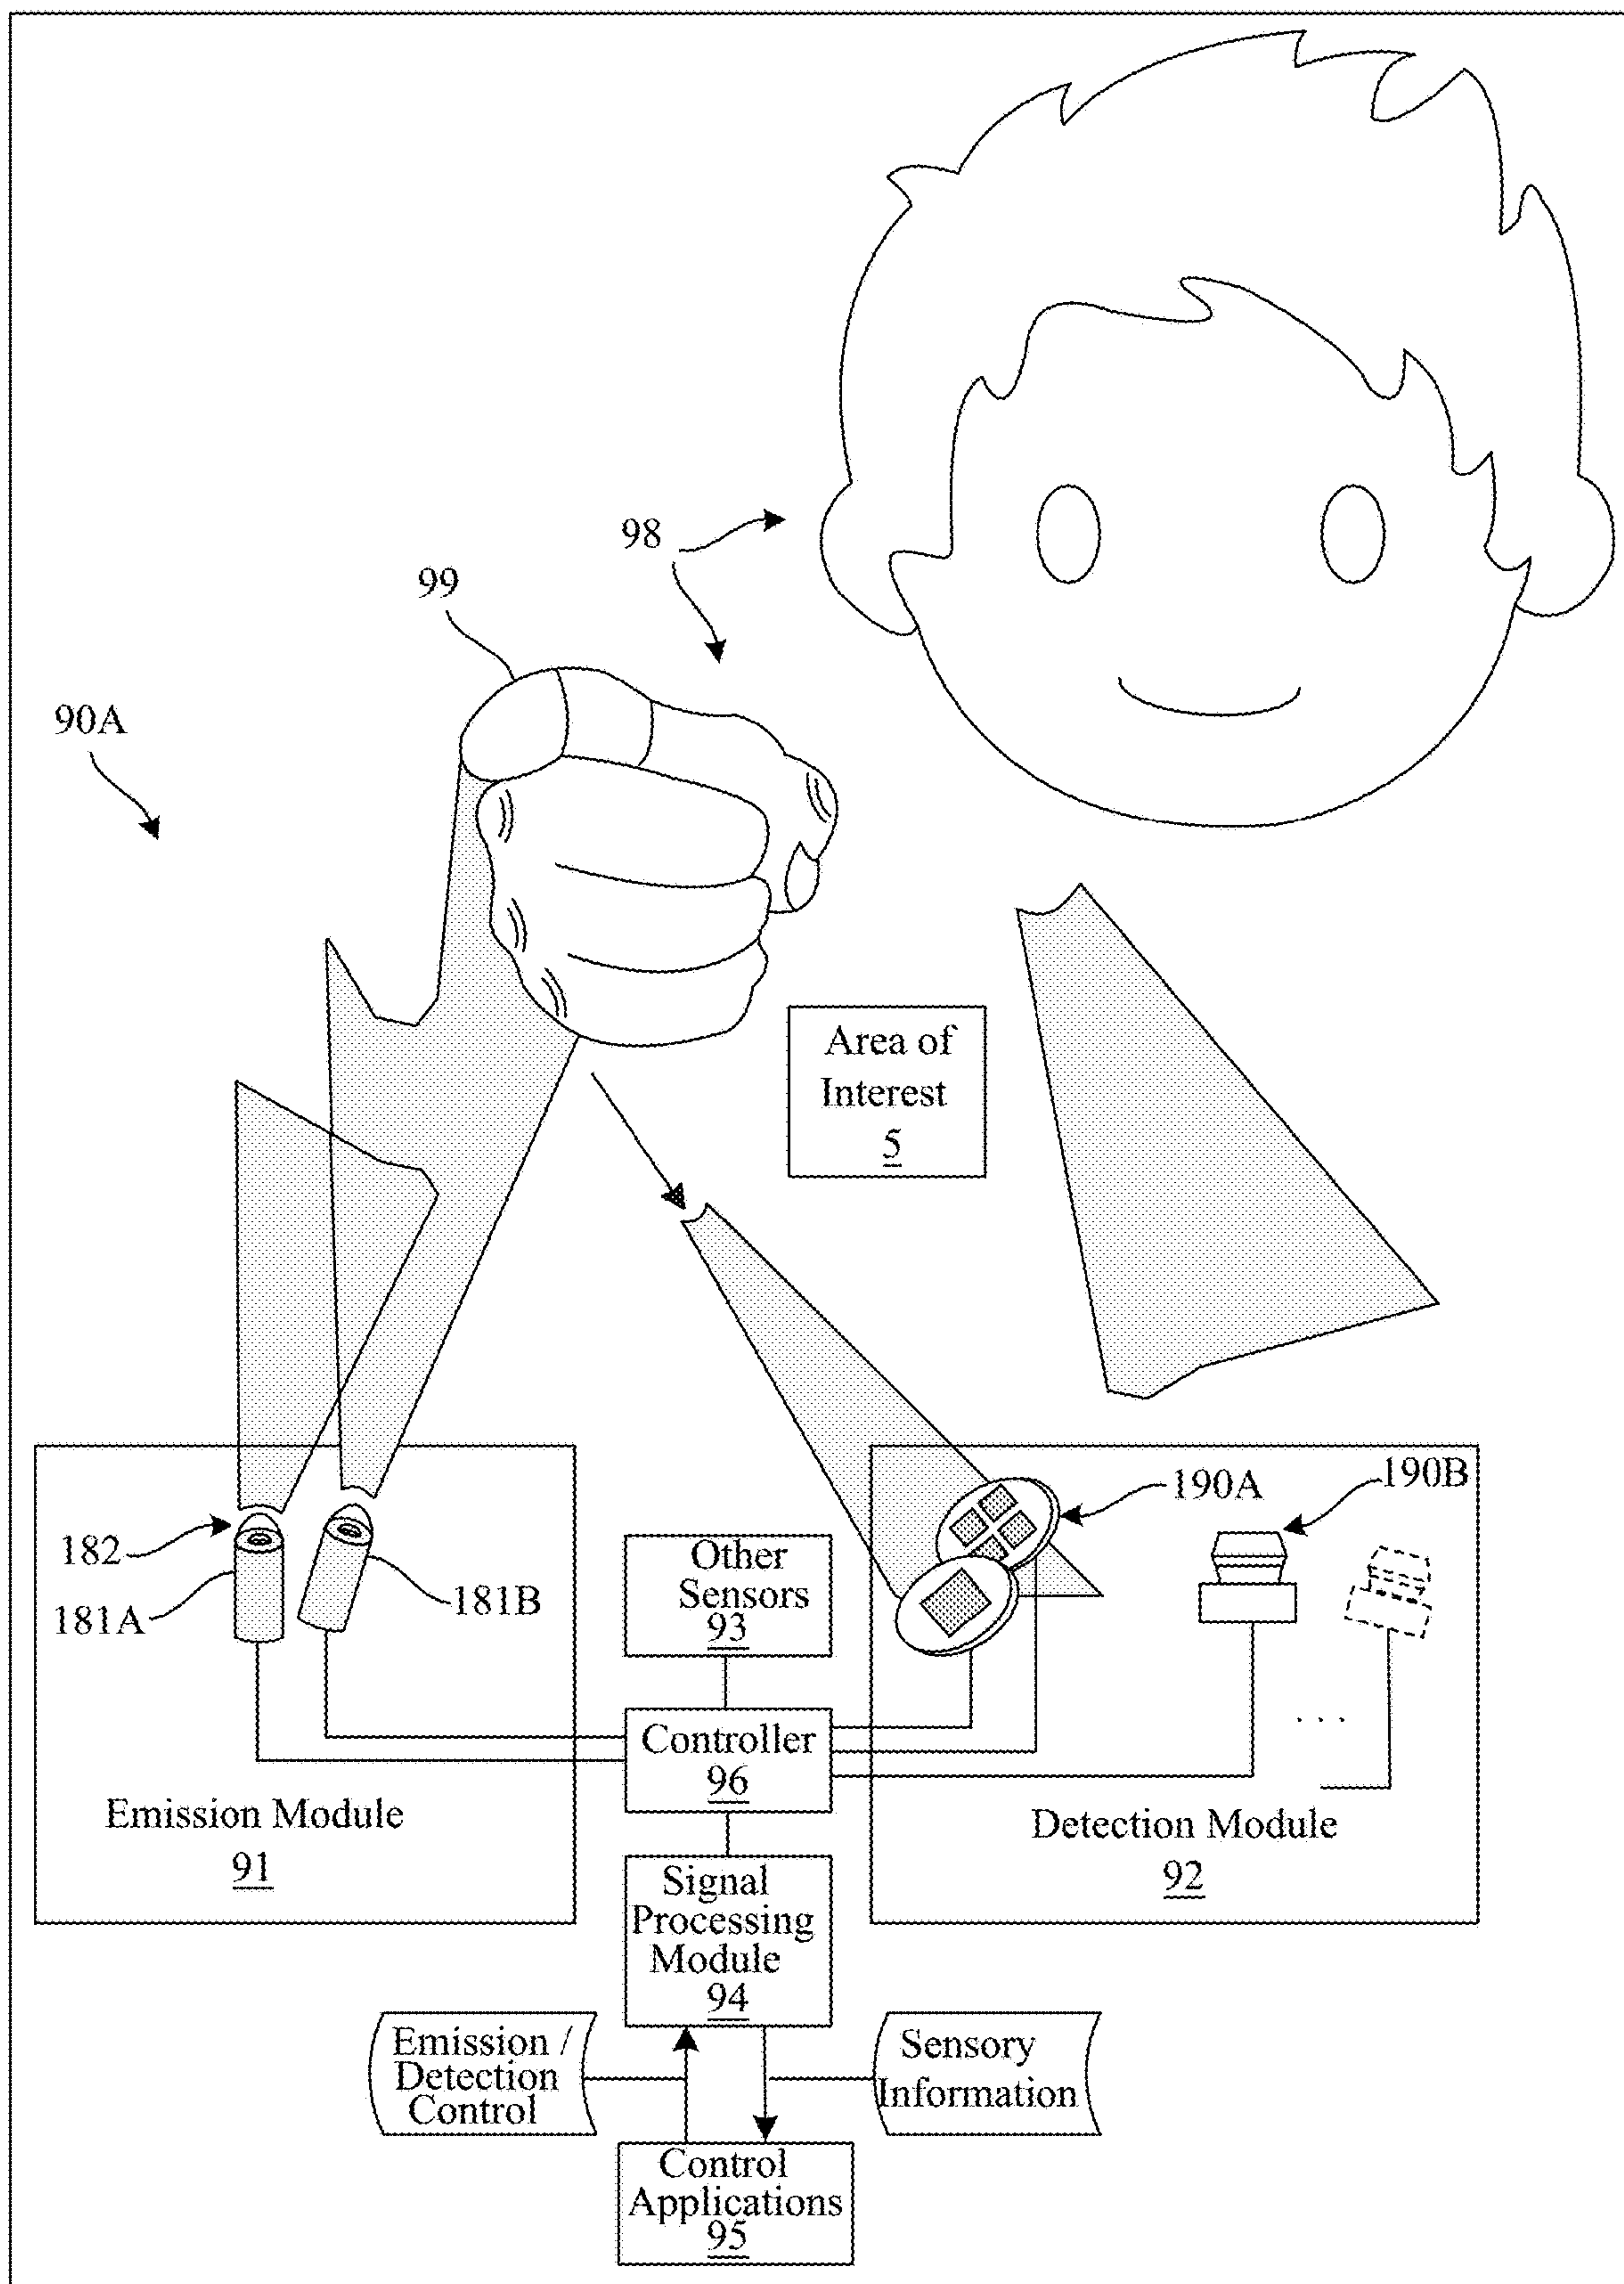 98
99
90A
Area of
Interest
5
190A
190B
182
181A
181B
Other
Sensors
93
Controller
96
Emission Module
91
Detection Module
92
. . .
Signal
Processing
Module
94
Emission /
Detection
Control
Sensory
Information
Control
Applications
95